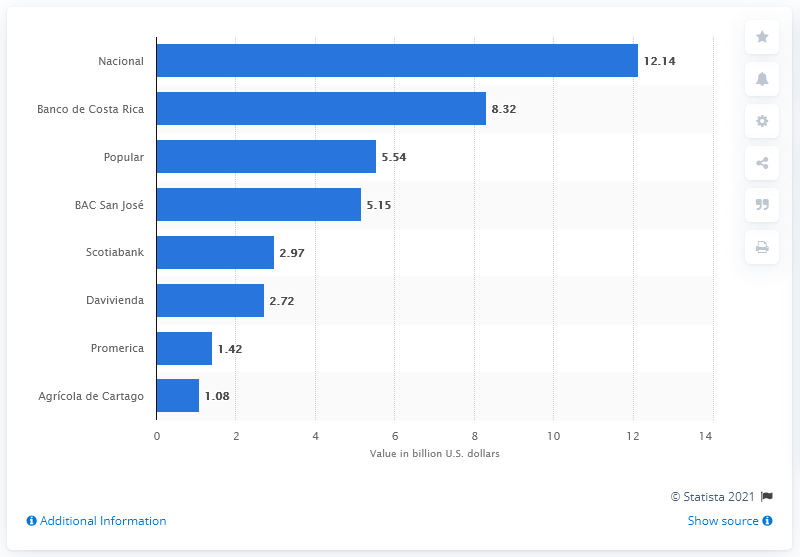 Nacional 12.14
Banco de Costa Rica 8.32
Popular 5.54
BAC San José 5.15
Scotiabank 2.97
Davivienda 2.72
Promerica 1.42
Agrícola de Cartago 1.08
0 2 4 6 8 10 12 14
Value in billion U.S. dollars
© Statista 2021
Additional Information Show source